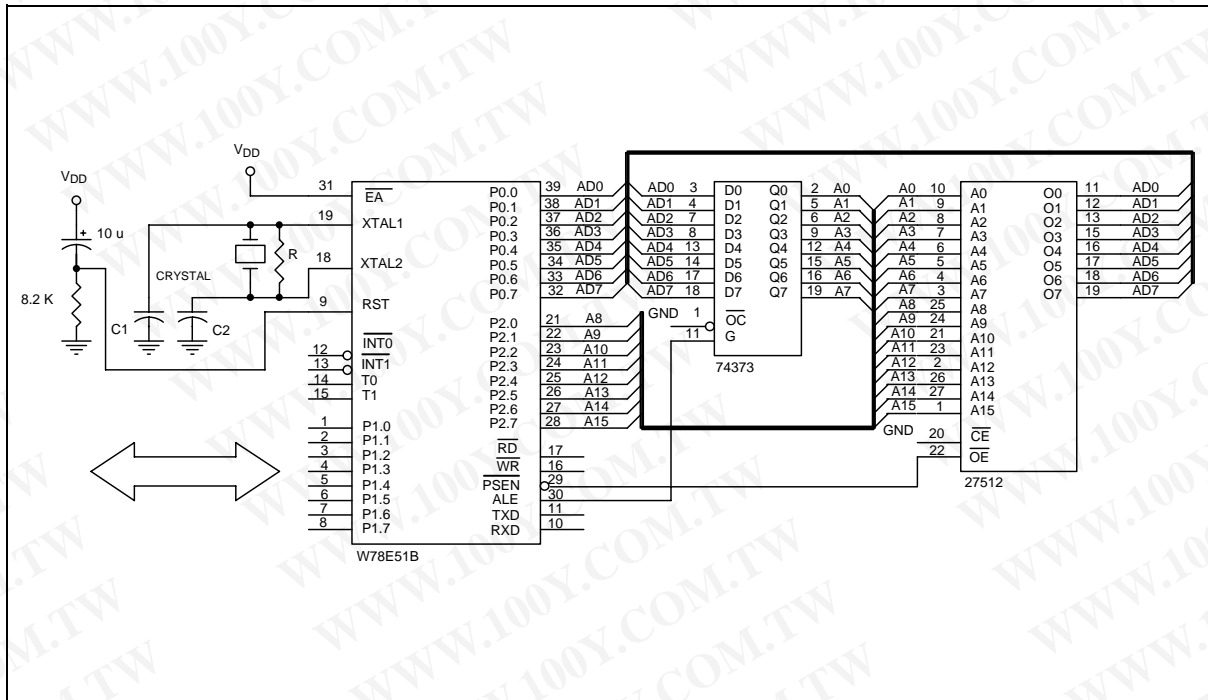 VDD
10 u
8.2 K
VDD
CRYSTAL
R
C1
C2
31 EA
19 XTAL1
18 XTAL2
9 RST
12 INT0
13 INT1
14 T0
15 T1
1 P1.0
2 P1.1
3 P1.2
4 P1.3
5 P1.4
6 P1.5
7 P1.6
8 P1.7
P0.0 39 AD0
P0.1 38 AD1
P0.2 37 AD2
P0.3 36 AD3
P0.4 35 AD4
P0.5 34 AD5
P0.6 33 AD6
P0.7 32 AD7
P2.0 21 A8
P2.1 22 A9
P2.2 23 A10
P2.3 24 A11
P2.4 25 A12
P2.5 26 A13
P2.6 27 A14
P2.7 28 A15
RD 17
WR 16
PSEN 29
ALE 30
TXD 11
RXD 10
W78E51B
AD0 3 D0 Q0 2 A0
AD1 4 D1 Q1 5 A1
AD2 7 D2 Q2 6 A2
AD3 8 D3 Q3 9 A3
AD4 13 D4 Q4 12 A4
AD5 14 D5 Q5 15 A5
AD6 17 D6 Q6 16 A6
AD7 18 D7 Q7 19 A7
GND 1 OC
11 G
74373
A0 10 A0 O0 11 AD0
A1 9 A1 O1 12 AD1
A2 8 A2 O2 13 AD2
A3 7 A3 O3 15 AD3
A4 6 A4 O4 16 AD4
A5 5 A5 O5 17 AD5
A6 4 A6 O6 18 AD6
A7 3 A7 O7 19 AD7
A8 25 A8
A9 24 A9
A10 21 A10
A11 23 A11
A12 2 A12
A13 26 A13
A14 27 A14
A15 1 A15
GND 20 CE
22 OE
27512
WWW.100Y.COM.TW